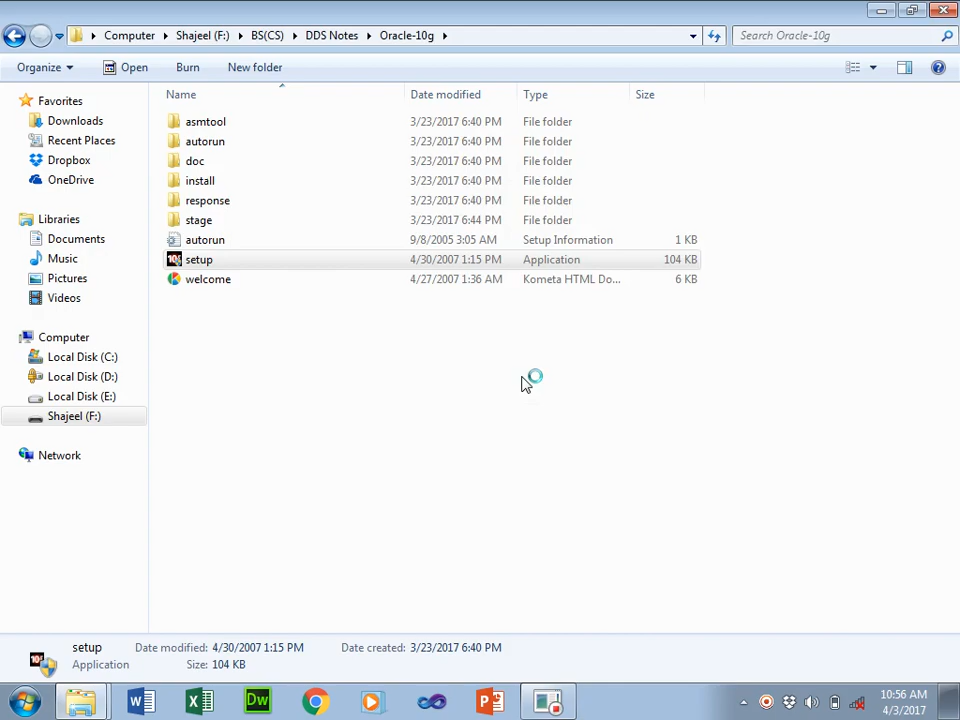 Computer Shajeel (F:) BS(CS) DDS Notes Oracle-10g Search Oracle-10g
Organize Open Burn New folder
Name Date modified Type Size
Favorites
Downloads
Recent Places
Dropbox
OneDrive
Libraries
Documents
Music
Pictures
Videos
Computer
Local Disk (C:)
Local Disk (D:)
Local Disk (E:)
Shajeel (F:)
Network
asmtool 3/23/2017 6:40 PM File folder
autorun 3/23/2017 6:40 PM File folder
doc 3/23/2017 6:40 PM File folder
install 3/23/2017 6:40 PM File folder
response 3/23/2017 6:40 PM File folder
stage 3/23/2017 6:44 PM File folder
autorun 9/8/2005 3:05 AM Setup Information 1 KB
setup 4/30/2007 1:15 PM Application 104 KB
welcome 4/27/2007 1:36 AM Kometa HTML Do... 6 KB
setup Date modified: 4/30/2007 1:15 PM Date created: 3/23/2017 6:40 PM
Application Size: 104 KB
Dw
10:56 AM
4/3/2017